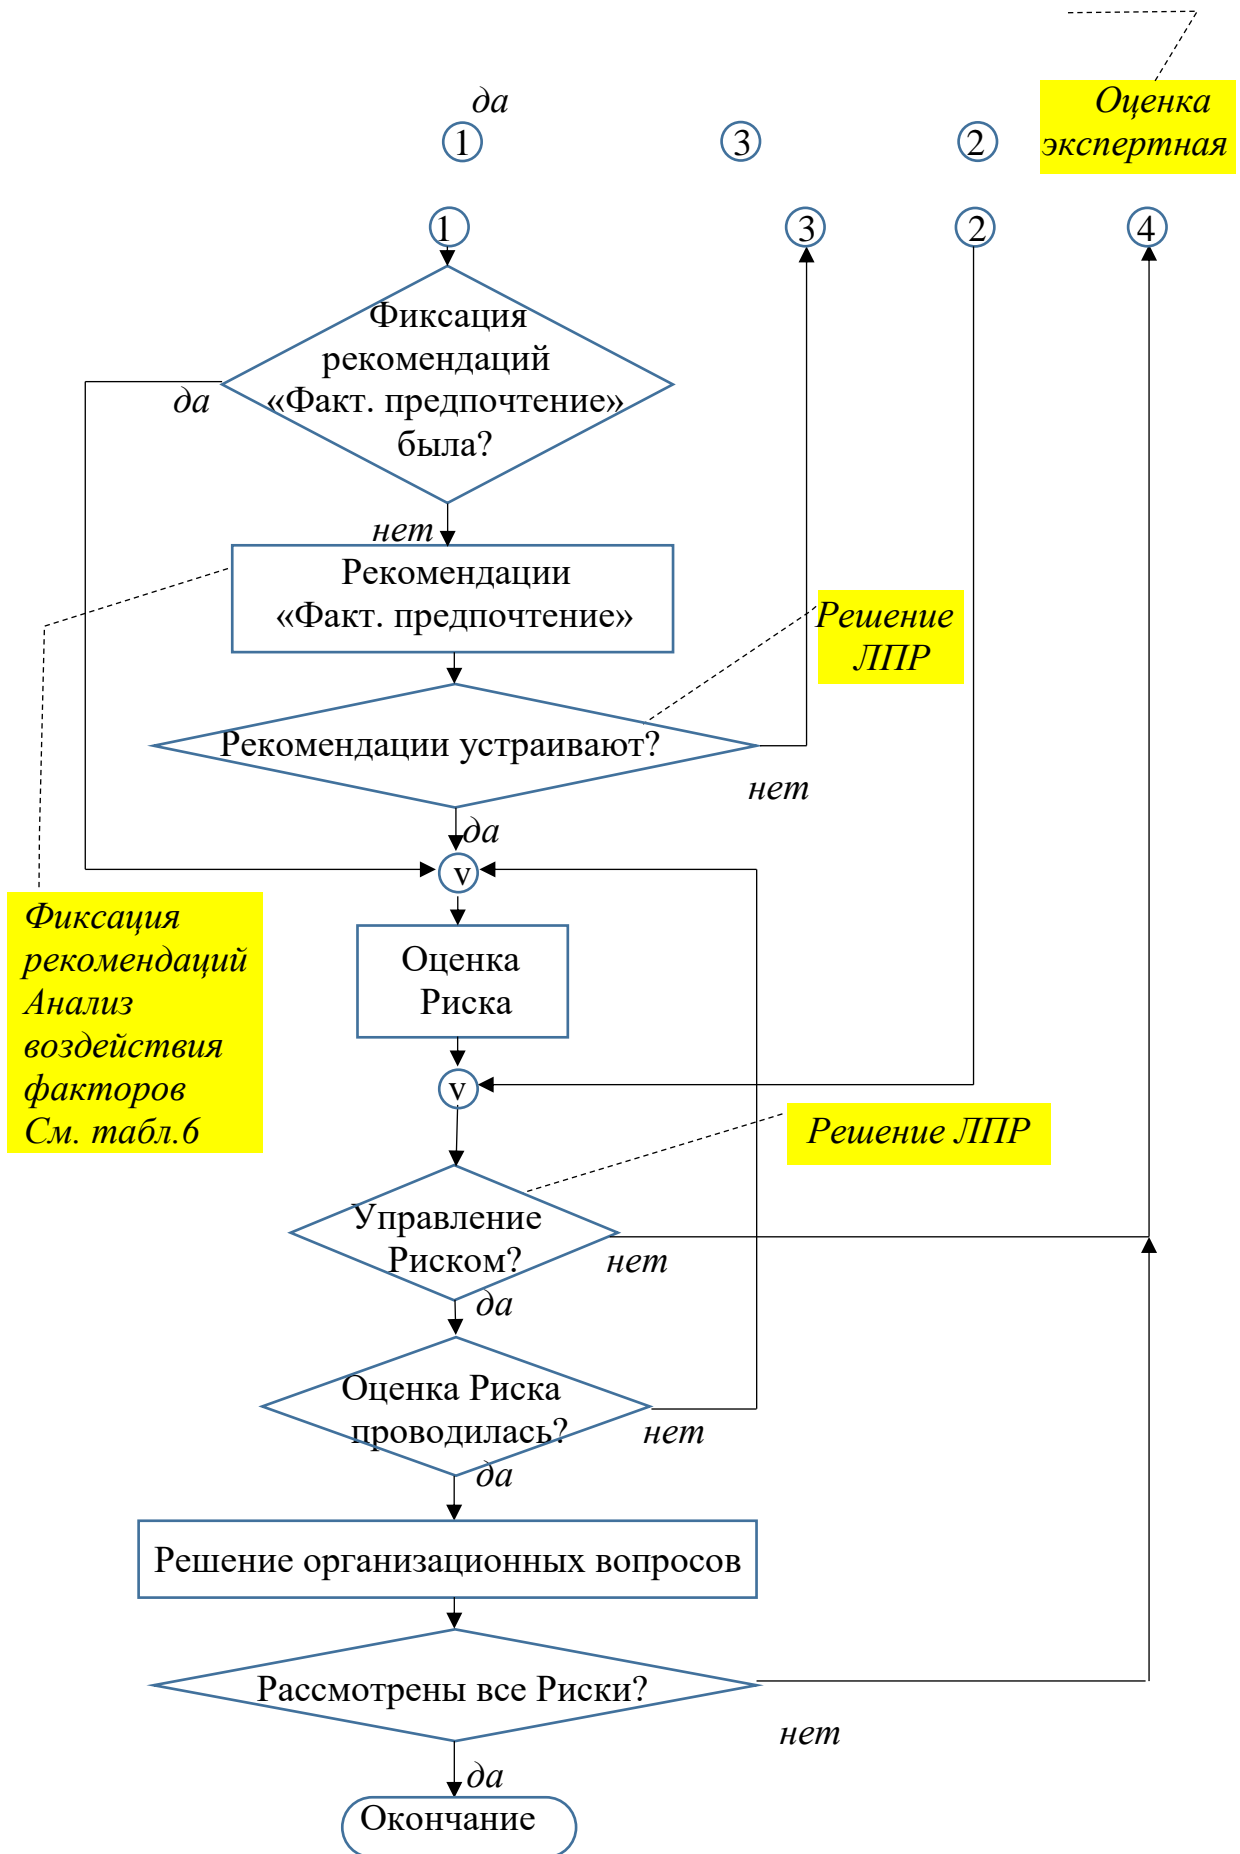 да
Оценка
экспертная
1
3
2
1
3
2
4
Фиксация
рекомендаций
«Факт. предпочтение»
была?
да
нет
Рекомендации
«Факт. предпочтение»
Решение
ЛПР
Рекомендации устраивают?
нет
да
v
Фиксация
рекомендаций
Анализ
воздействия
факторов
См. табл.6
Оценка
Риска
v
Решение ЛПР
Управление
Риском?
нет
да
Оценка Риска
проводилась?
нет
да
Решение организационных вопросов
Рассмотрены все Риски?
нет
да
Окончание